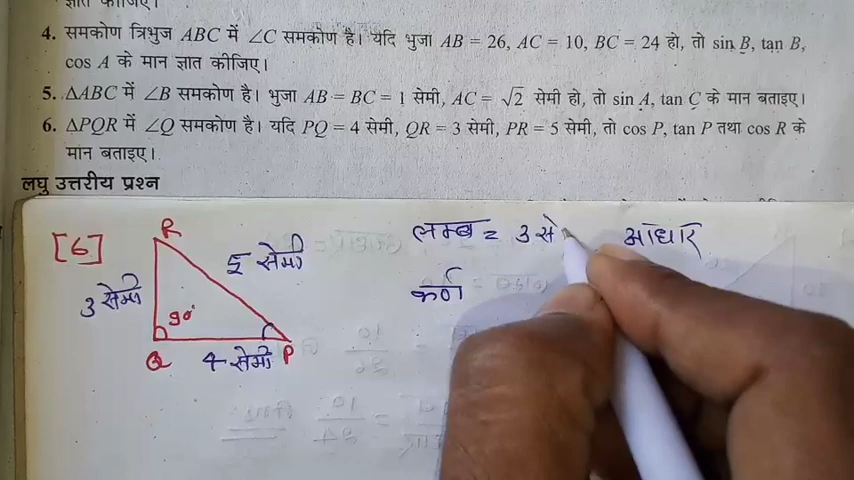 ज्ञात कीजिए।
4. समकोण त्रिभुज ABC में ∠C समकोण है। यदि भुजा AB = 26, AC = 10, BC = 24 हो, तो sin B, tan B,
cos A के मान ज्ञात कीजिए।
5. ΔABC में ∠B समकोण है। भुजा AB = BC = 1 सेमी, AC = √2 सेमी हो, तो sin A, tan C के मान बताइए।
6. ΔPQR में ∠Q समकोण है। यदि PQ = 4 सेमी, QR = 3 सेमी, PR = 5 सेमी, तो cos P, tan P तथा cos R के
मान बताइए।
लघु उत्तरीय प्रश्न
[6] R लम्ब = 3 से आधार
5 सेमी
3 सेमी कर्ण
90°
Q 4 सेमी P